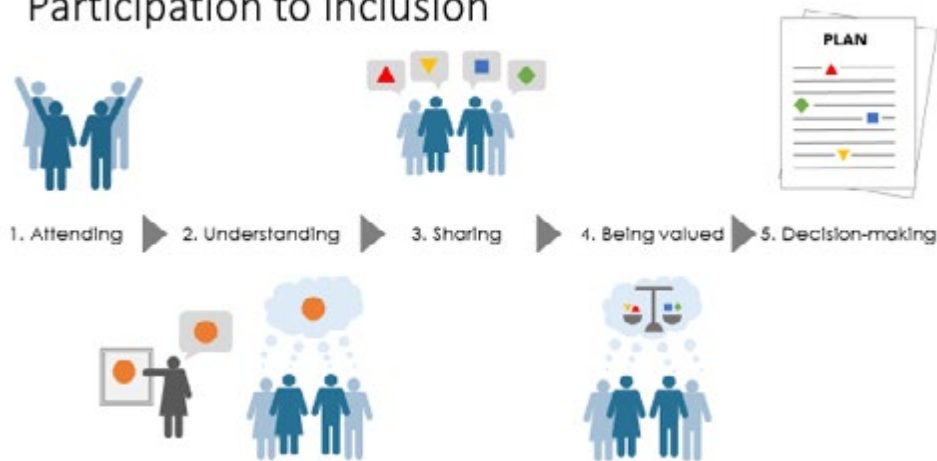 Participation to Inclusion
PLAN
1. Attending
2. Understanding
3. Sharing
4. Being valued
5. Decision-making